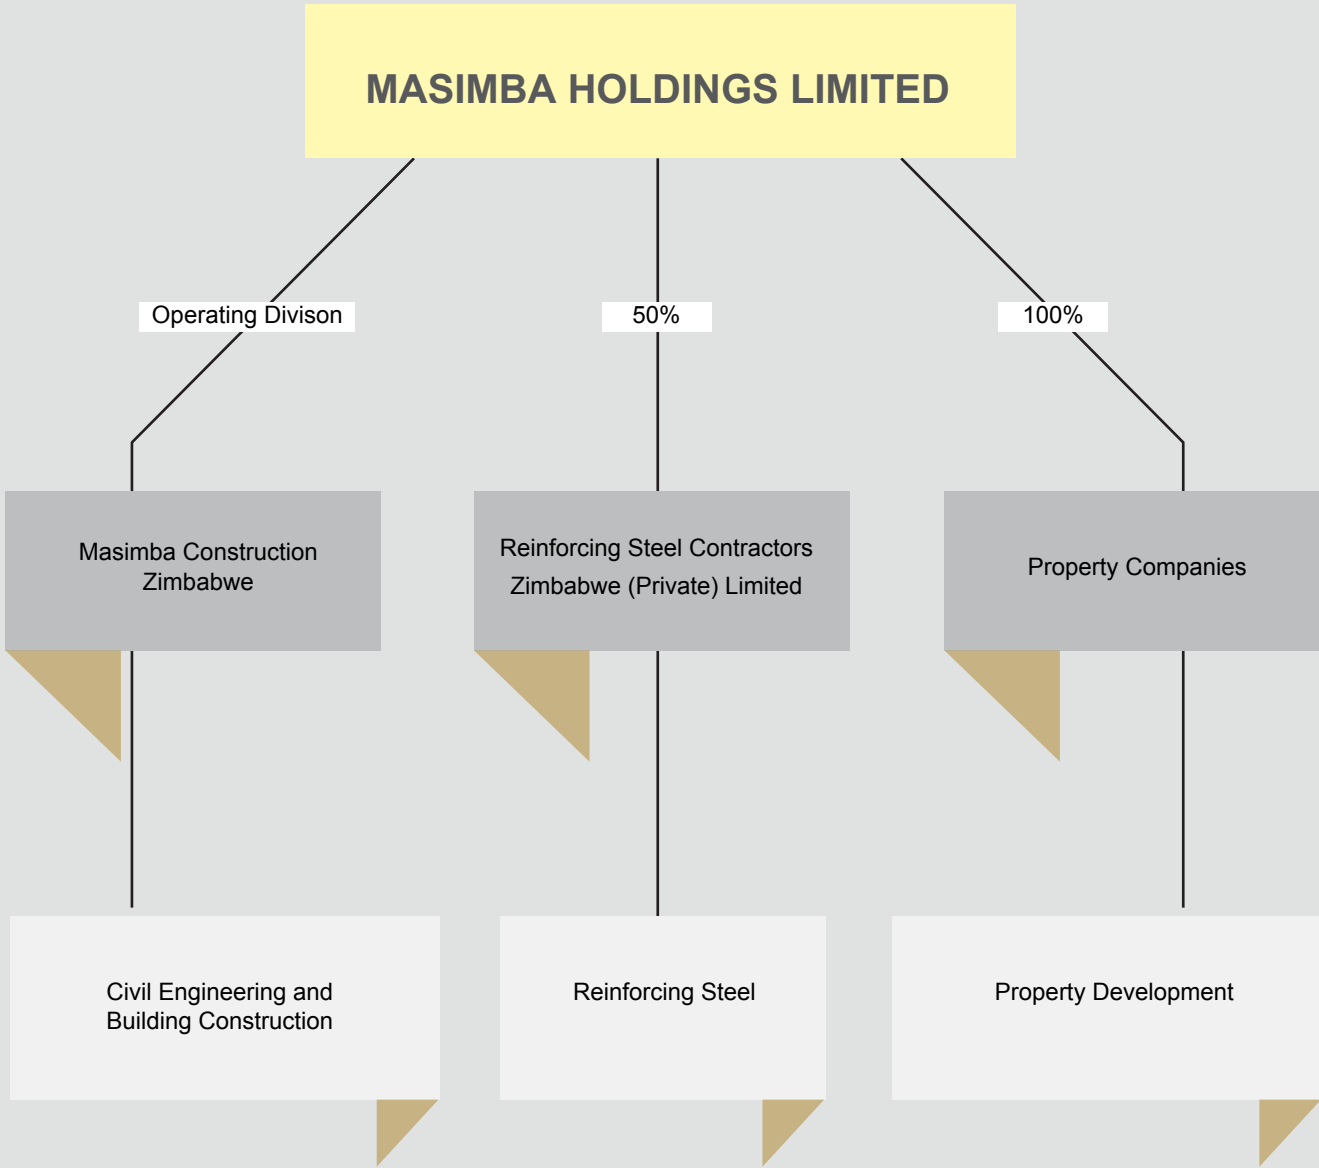 MASIMBA HOLDINGS LIMITED
Operating Divison
50%
100%
Masimba Construction
Zimbabwe
Reinforcing Steel Contractors
Zimbabwe (Private) Limited
Property Companies
Civil Engineering and
Building Construction
Reinforcing Steel
Property Development